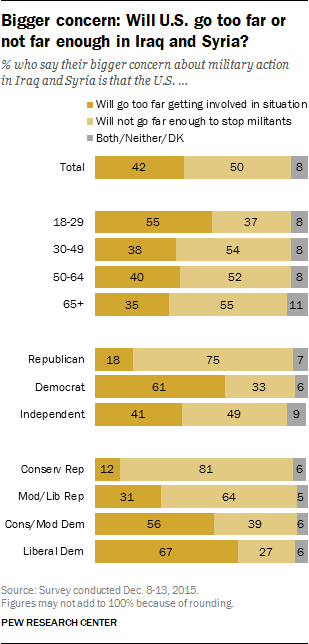 Bigger concern: Will U.S. go too far or
not far enough in Iraq and Syria?
% who say their bigger concern about military action
in Iraq and Syria is that the U.S. ...
Will go too far getting involved in situation
Will not go far enough to stop militants
Both/Neither/DK
Total 42 50 8
18-29 55 37 8
30-49 38 54 8
50-64 40 52 8
65+ 35 55 11
Republican 18 75 7
Democrat 61 33 6
Independent 41 49 9
Conserv Rep 12 81 6
Mod/Lib Rep 31 64 5
Cons/Mod Dem 56 39 6
Liberal Dem 67 27 6
Source: Survey conducted Dec. 8-13, 2015.
Figures may not add to 100% because of rounding.
PEW RESEARCH CENTER